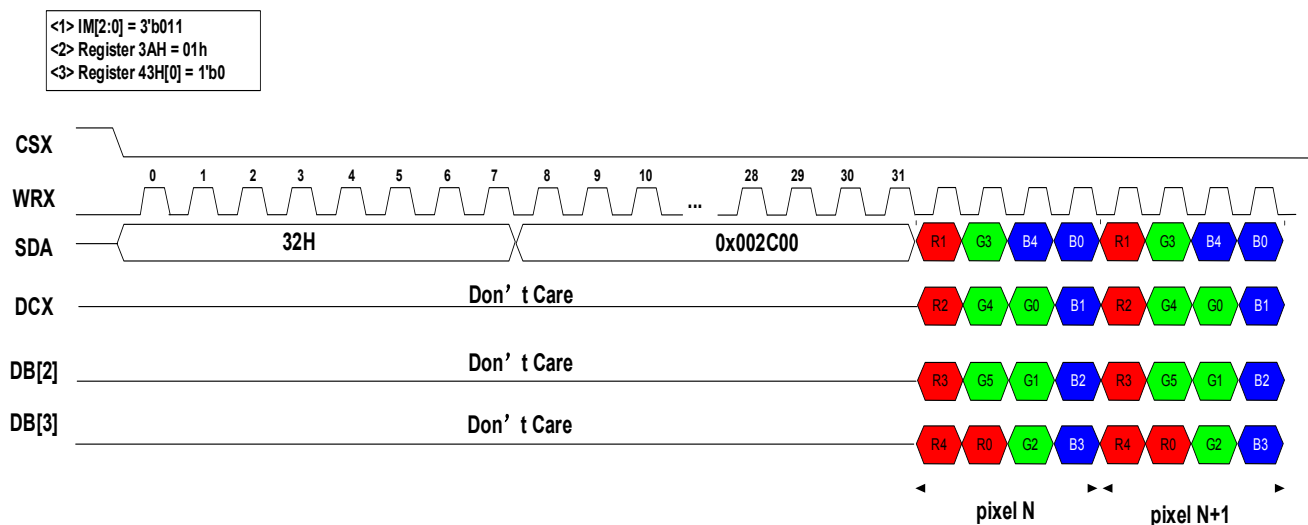 <1> IM[2:0] = 3'b011
<2> Register 3AH = 01h
<3> Register 43H[0] = 1'b0
CSX
0 1 2 3 4 5 6 7 8 9 10 28 29 30 31
WRX ...
SDA 32H 0x002C00 R1 G3 B4 B0 R1 G3 B4 B0
DCX Don’t Care R2 G4 G0 B1 R2 G4 G0 B1
DB[2] Don’t Care R3 G5 G1 B2 R3 G5 G1 B2
DB[3] Don’t Care R4 R0 G2 B3 R4 R0 G2 B3
pixel N pixel N+1